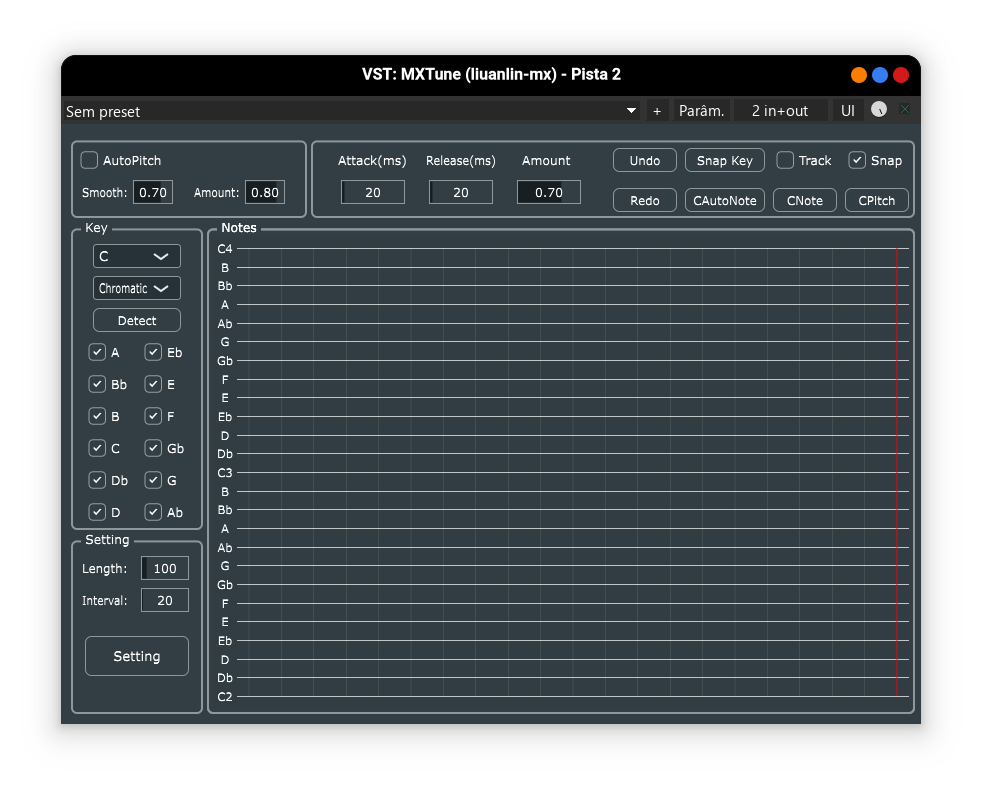 VST: MXTune (liuanlin-mx) - Pista 2
Sem preset + Parâm. 2 in+out UI
AutoPitch
Smooth: 0.70 Amount: 0.80
Attack(ms) Release(ms) Amount
20 20 0.70
Undo Snap Key Track Snap
Redo CAutoNote CNote CPitch
Key
C
Chromatic
Detect
A Eb
Bb E
B F
C Gb
Db G
D Ab
Setting
Length: 100
Interval: 20
Setting
Notes
C4
B
Bb
A
Ab
G
Gb
F
E
Eb
D
Db
C3
B
Bb
A
Ab
G
Gb
F
E
Eb
D
Db
C2